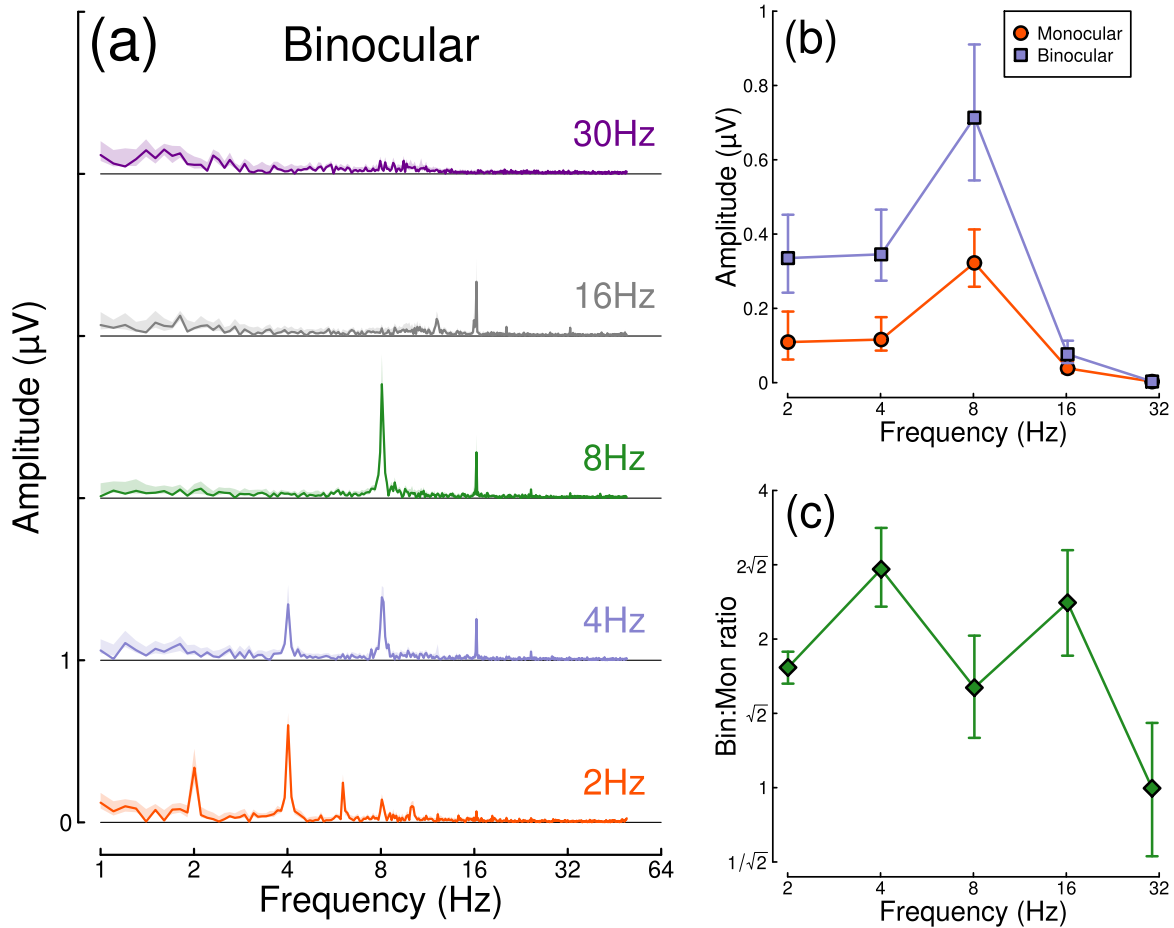 (a)
Binocular
30Hz
16Hz
8Hz
4Hz
2Hz
Amplitude (µV)
1
0
1
2
4
8
16
32
64
Frequency (Hz)
(b)
Monocular
Binocular
Amplitude (µV)
1
0.8
0.6
0.4
0.2
0
2
4
8
16
32
Frequency (Hz)
(c)
Bin:Mon ratio
4
2√2
2
√2
1
1/√2
2
4
8
16
32
Frequency (Hz)